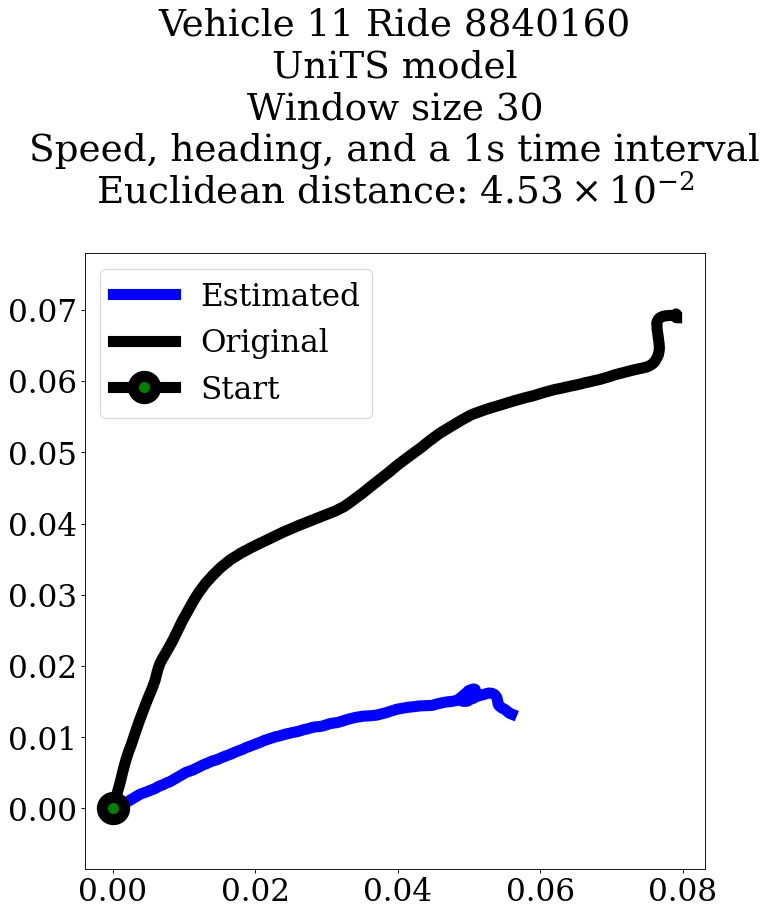 Vehicle 11 Ride 8840160
UniTS model
Window size 30
Speed, heading, and a 1s time interval
Euclidean distance: 4.53 × 10⁻²
Estimated
Original
Start
0.07
0.06
0.05
0.04
0.03
0.02
0.01
0.00
0.00 0.02 0.04 0.06 0.08